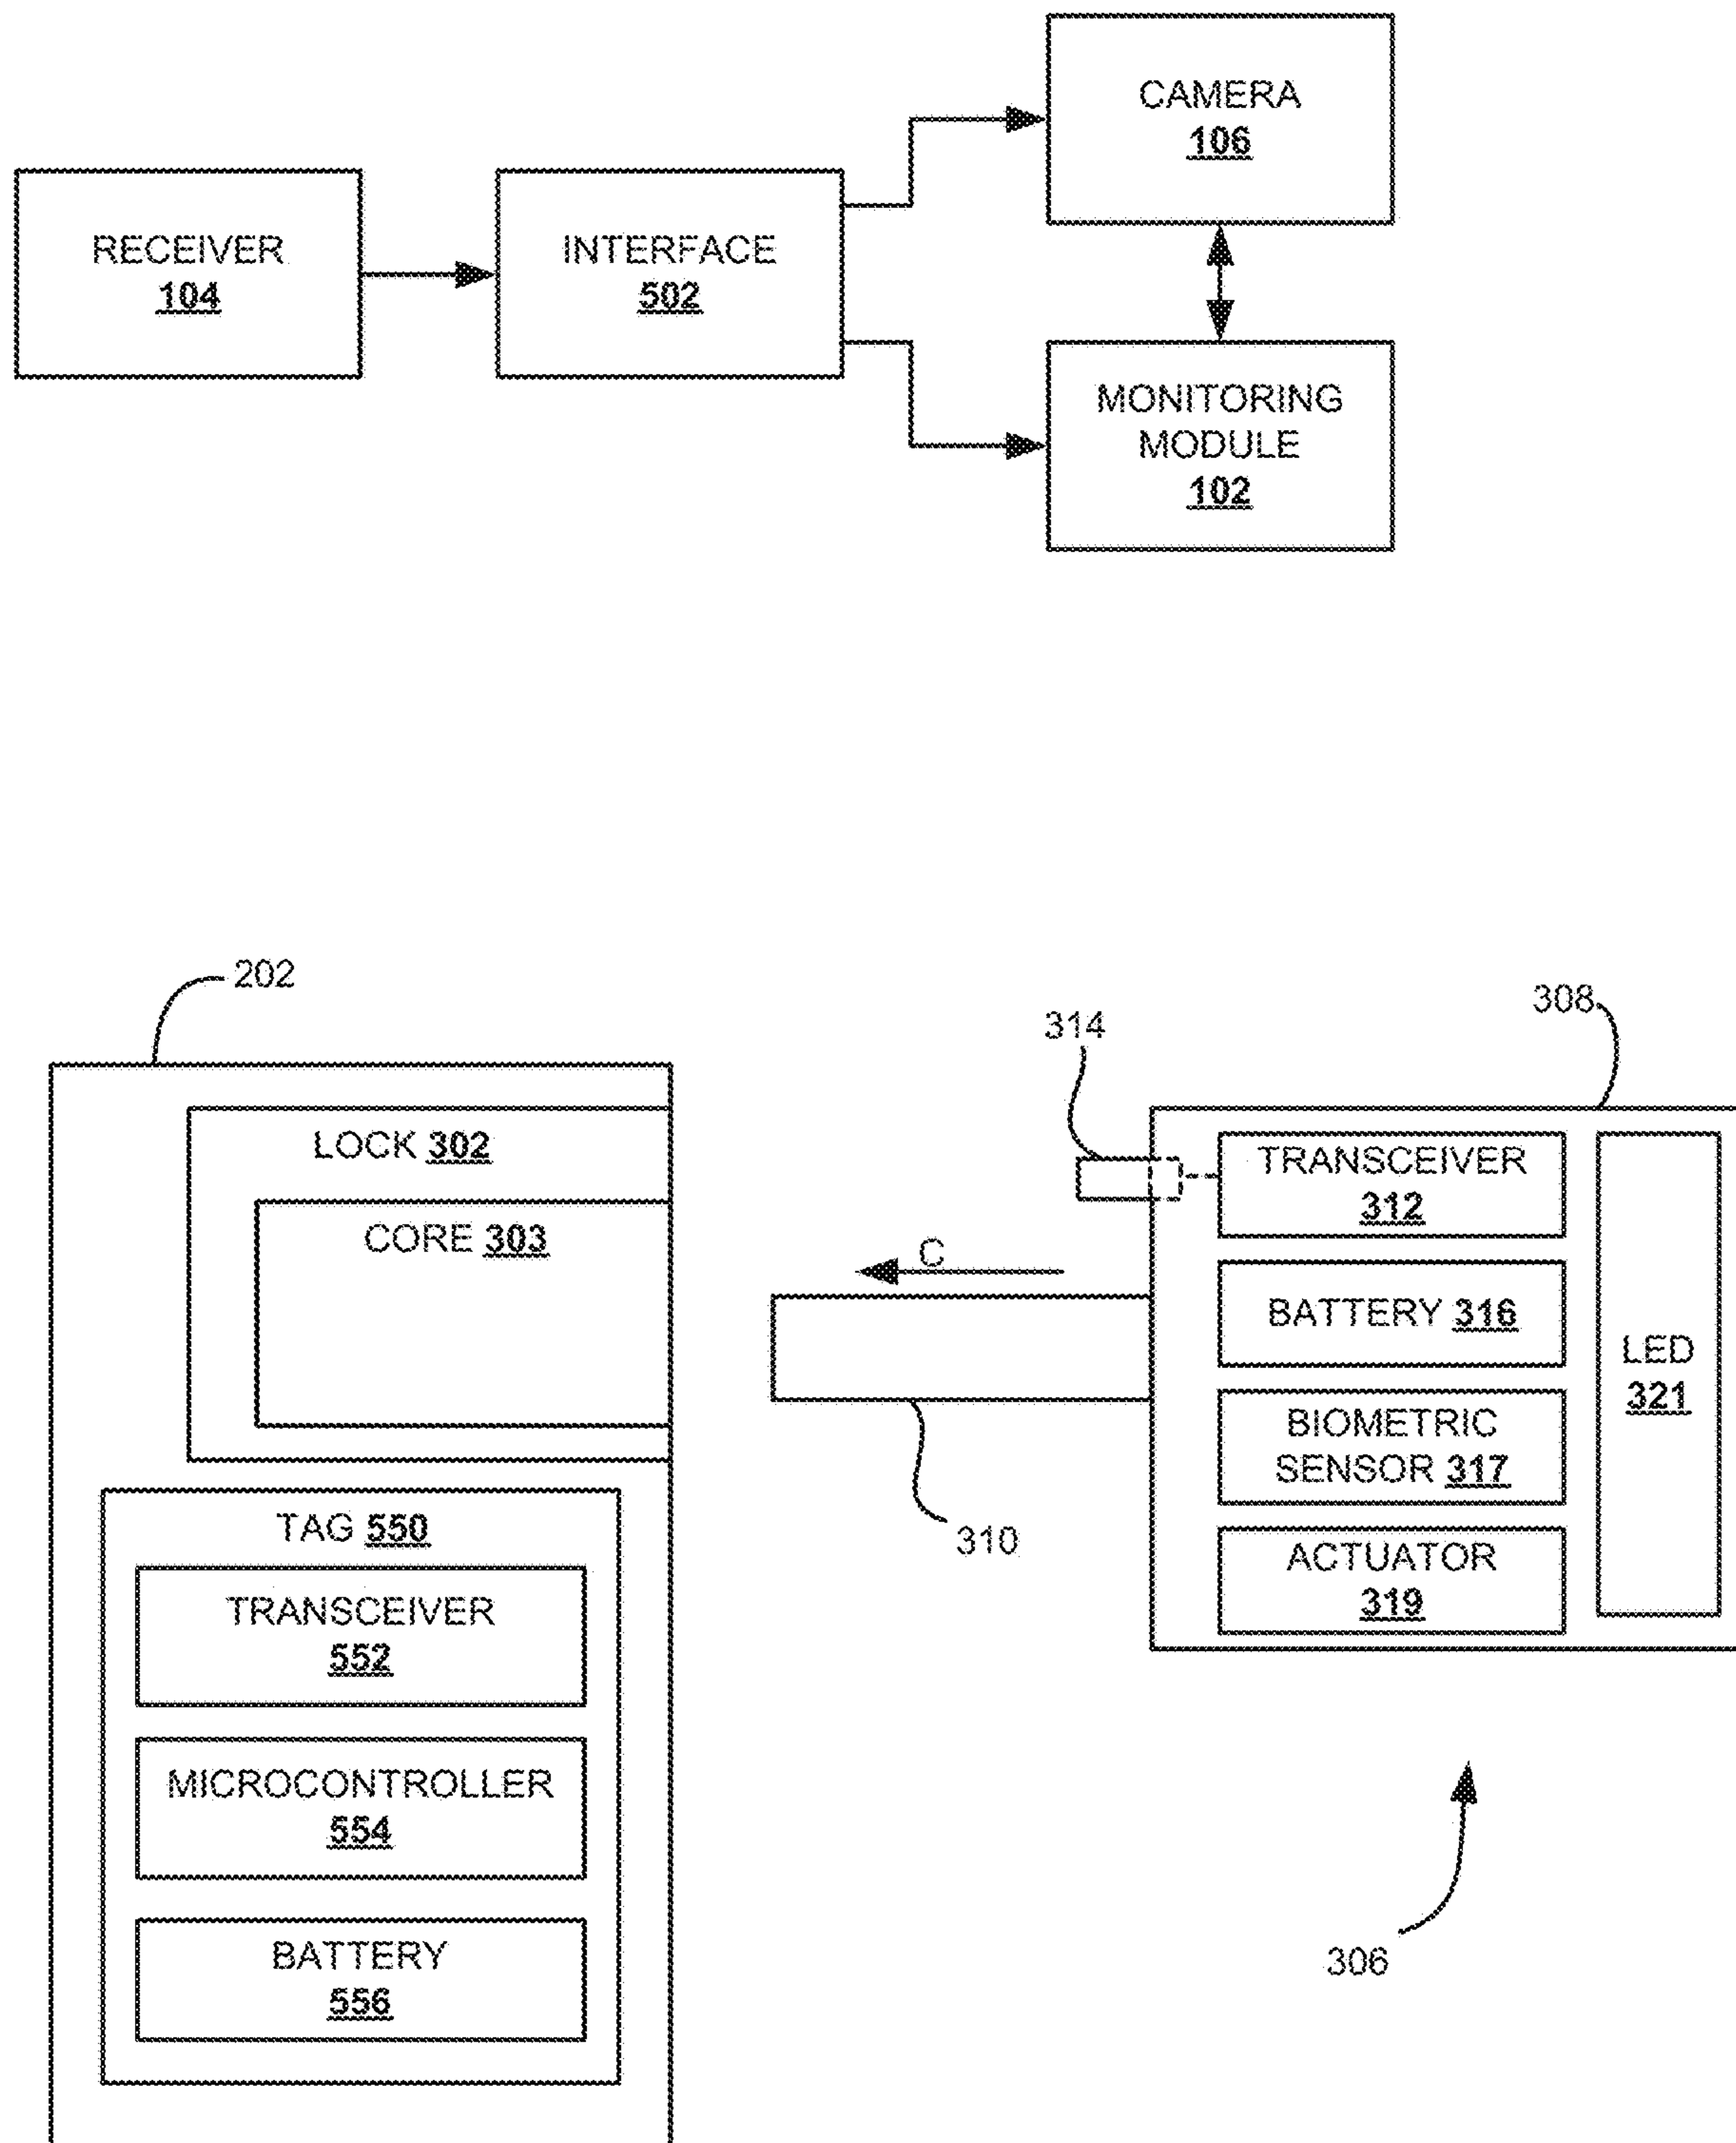 CAMERA
106
RECEIVER
104
INTERFACE
502
MONITORING
MODULE
102
202
LOCK 302
CORE 303
TAG 550
TRANSCEIVER
552
MICROCONTROLLER
554
BATTERY
556
314
308
C
310
TRANSCEIVER
312
BATTERY 316
BIOMETRIC
SENSOR 317
ACTUATOR
319
LED
321
306